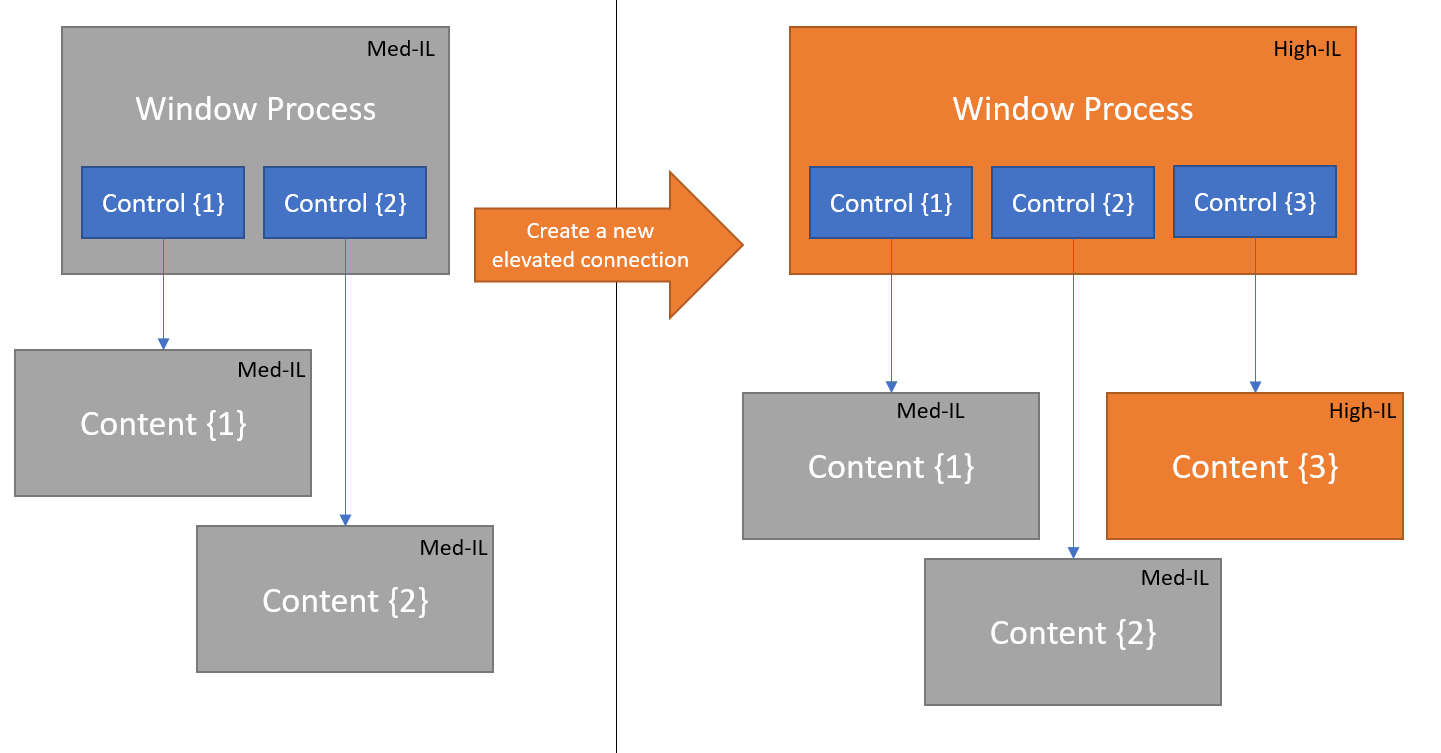 Med-IL
Window Process
Control {1}
Control {2}
Med-IL
Content {1}
Med-IL
Content {2}
Create a new
elevated connection
High-IL
Window Process
Control {1}
Control {2}
Control {3}
Med-IL
Content {1}
High-IL
Content {3}
Med-IL
Content {2}